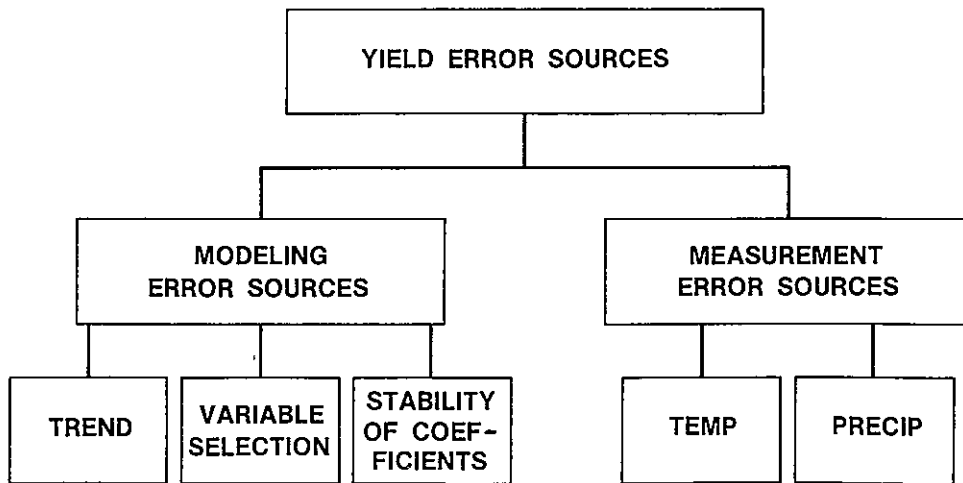 YIELD ERROR SOURCES
MODELING
ERROR SOURCES
MEASUREMENT
ERROR SOURCES
TREND
VARIABLE
SELECTION
STABILITY
OF COEF-
FICIENTS
TEMP
PRECIP